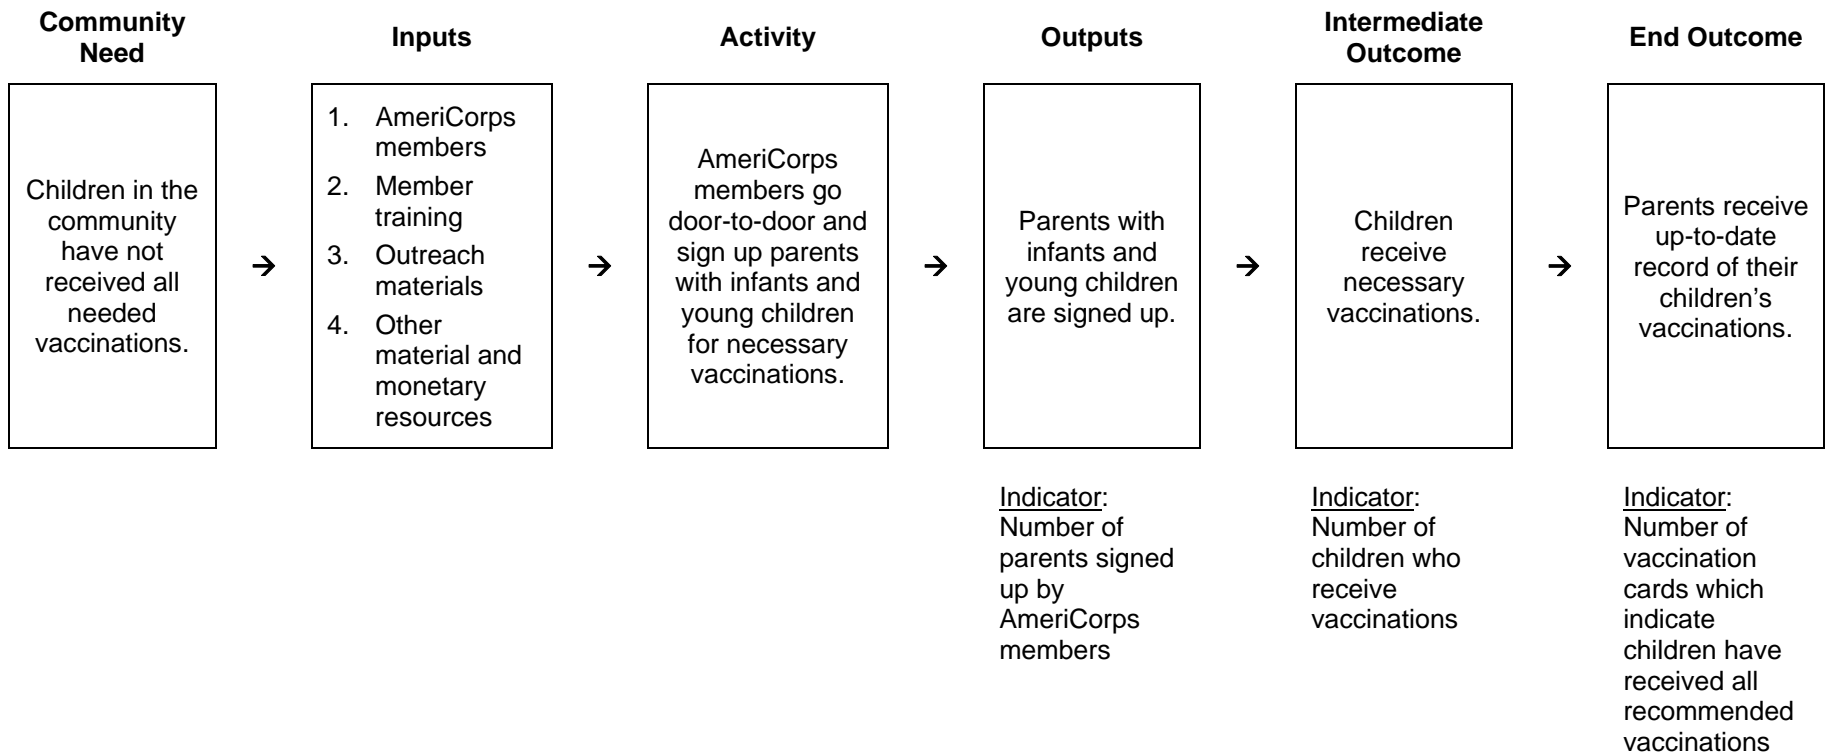 Community
Need
Inputs
Activity
Outputs
Intermediate
Outcome
End Outcome
Children in the
community
have not
received all
needed
vaccinations.
→
1. AmeriCorps
members
2. Member
training
3. Outreach
materials
4. Other
material and
monetary
resources
→
AmeriCorps
members go
door-to-door and
sign up parents
with infants and
young children
for necessary
vaccinations.
→
Parents with
infants and
young children
are signed up.
→
Children
receive
necessary
vaccinations.
→
Parents receive
up-to-date
record of their
children’s
vaccinations.
Indicator:
Number of
parents signed
up by
AmeriCorps
members
Indicator:
Number of
children who
receive
vaccinations
Indicator:
Number of
vaccination
cards which
indicate
children have
received all
recommended
vaccinations